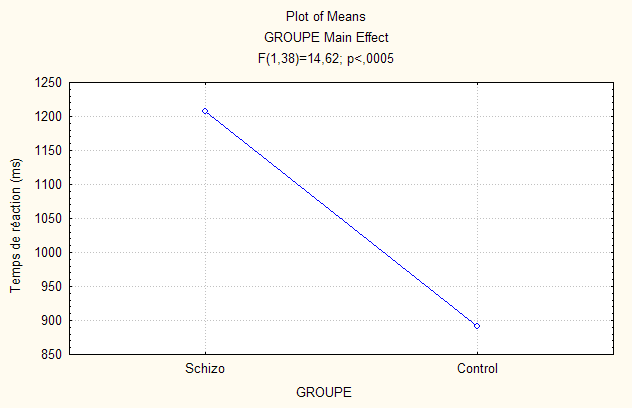 Plot of Means
GROUPE Main Effect
F(1,38)=14,62; p<,0005
1250
1200
1150
1100
1050
1000
950
900
850
Temps de réaction (ms)
Schizo Control
GROUPE